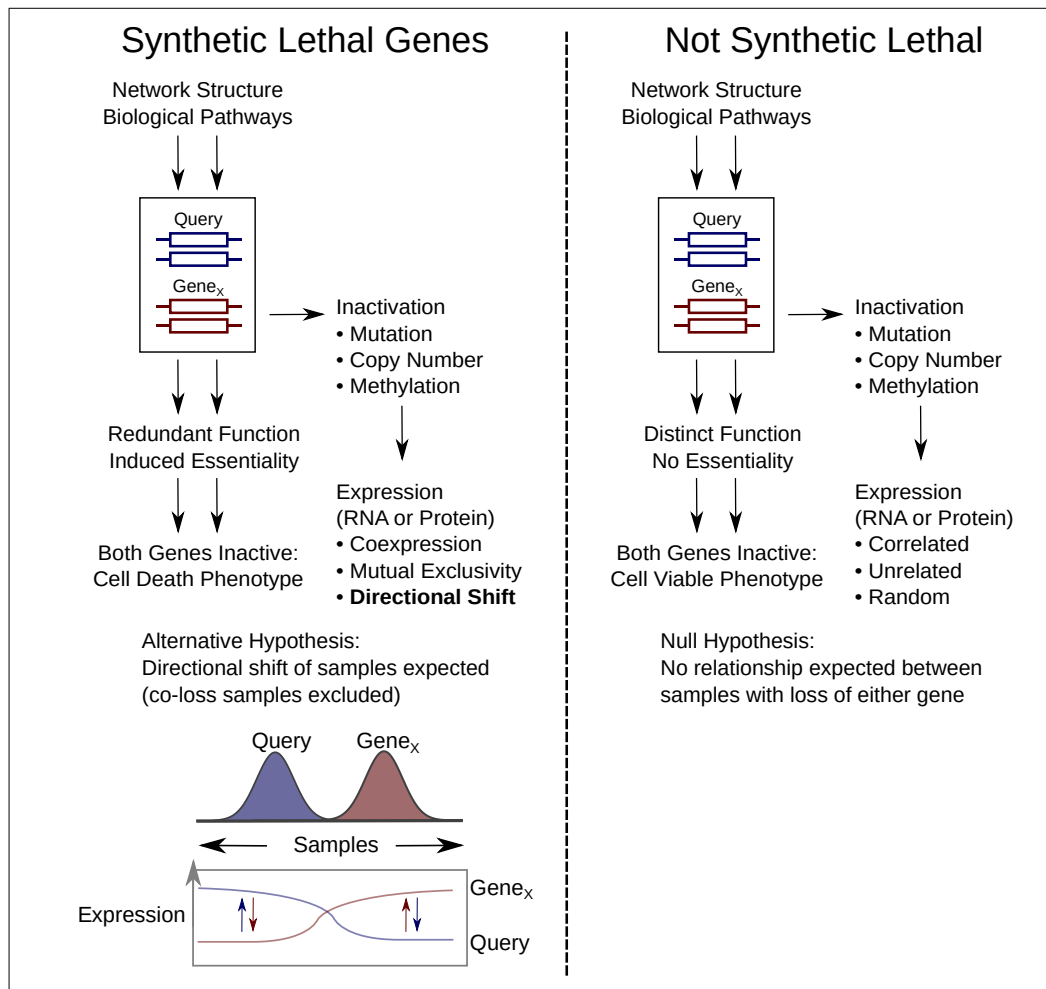 Synthetic Lethal Genes
Network Structure
Biological Pathways
Query
Geneₓ
Inactivation
• Mutation
• Copy Number
• Methylation
Redundant Function
Induced Essentiality
Expression
(RNA or Protein)
• Coexpression
• Mutual Exclusivity
• Directional Shift
Both Genes Inactive:
Cell Death Phenotype
Alternative Hypothesis:
Directional shift of samples expected
(co-loss samples excluded)
Query
Geneₓ
Samples
Expression
Geneₓ
Query
Not Synthetic Lethal
Network Structure
Biological Pathways
Query
Geneₓ
Inactivation
• Mutation
• Copy Number
• Methylation
Distinct Function
No Essentiality
Expression
(RNA or Protein)
• Correlated
• Unrelated
• Random
Both Genes Inactive:
Cell Viable Phenotype
Null Hypothesis:
No relationship expected between
samples with loss of either gene